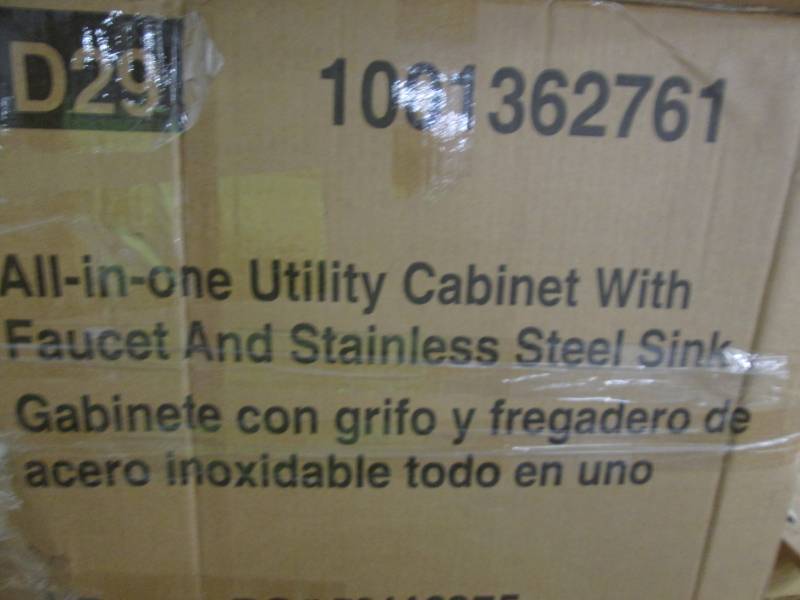 D29
1001362761
All-in-one Utility Cabinet With
Faucet And Stainless Steel Sink
Gabinete con grifo y fregadero de
acero inoxidable todo en uno